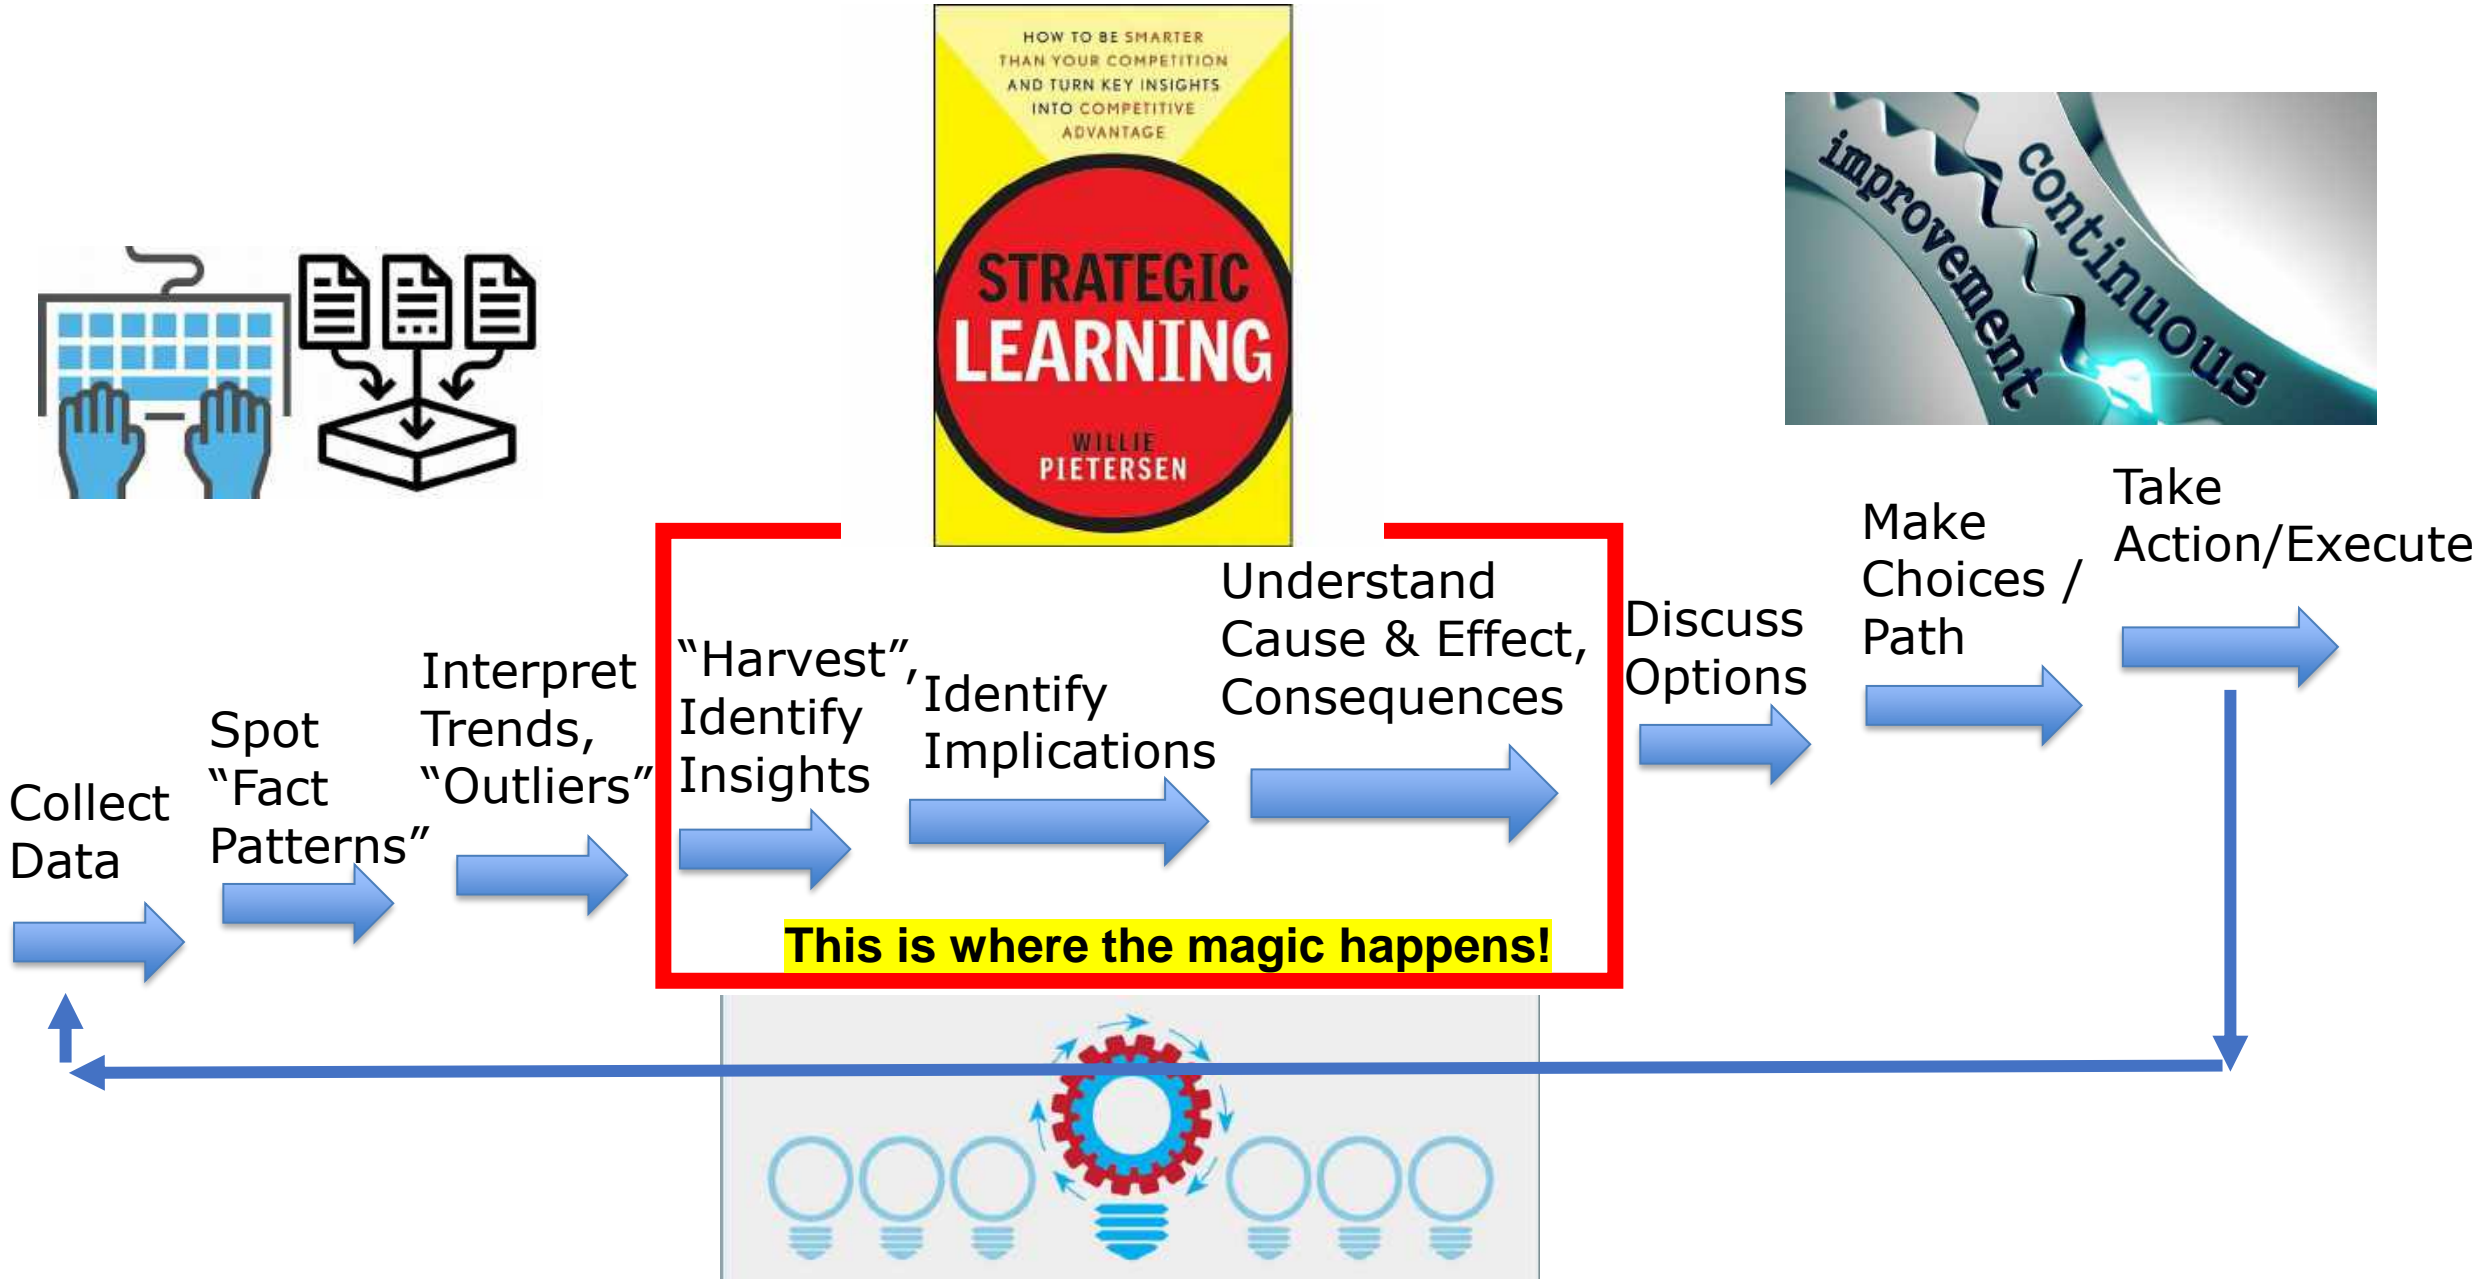 HOW TO BE SMARTER
THAN YOUR COMPETITION
AND TURN KEY INSIGHTS
INTO COMPETITIVE
ADVANTAGE
STRATEGIC
LEARNING
WILLIE
PIETERSEN
improvement
continuous
Collect
Data
Spot
“Fact
Patterns”
Interpret
Trends,
“Outliers”
“Harvest”,
Identify
Insights
Identify
Implications
Understand
Cause & Effect,
Consequences
Discuss
Options
Make
Choices /
Path
Take
Action/Execute
This is where the magic happens!